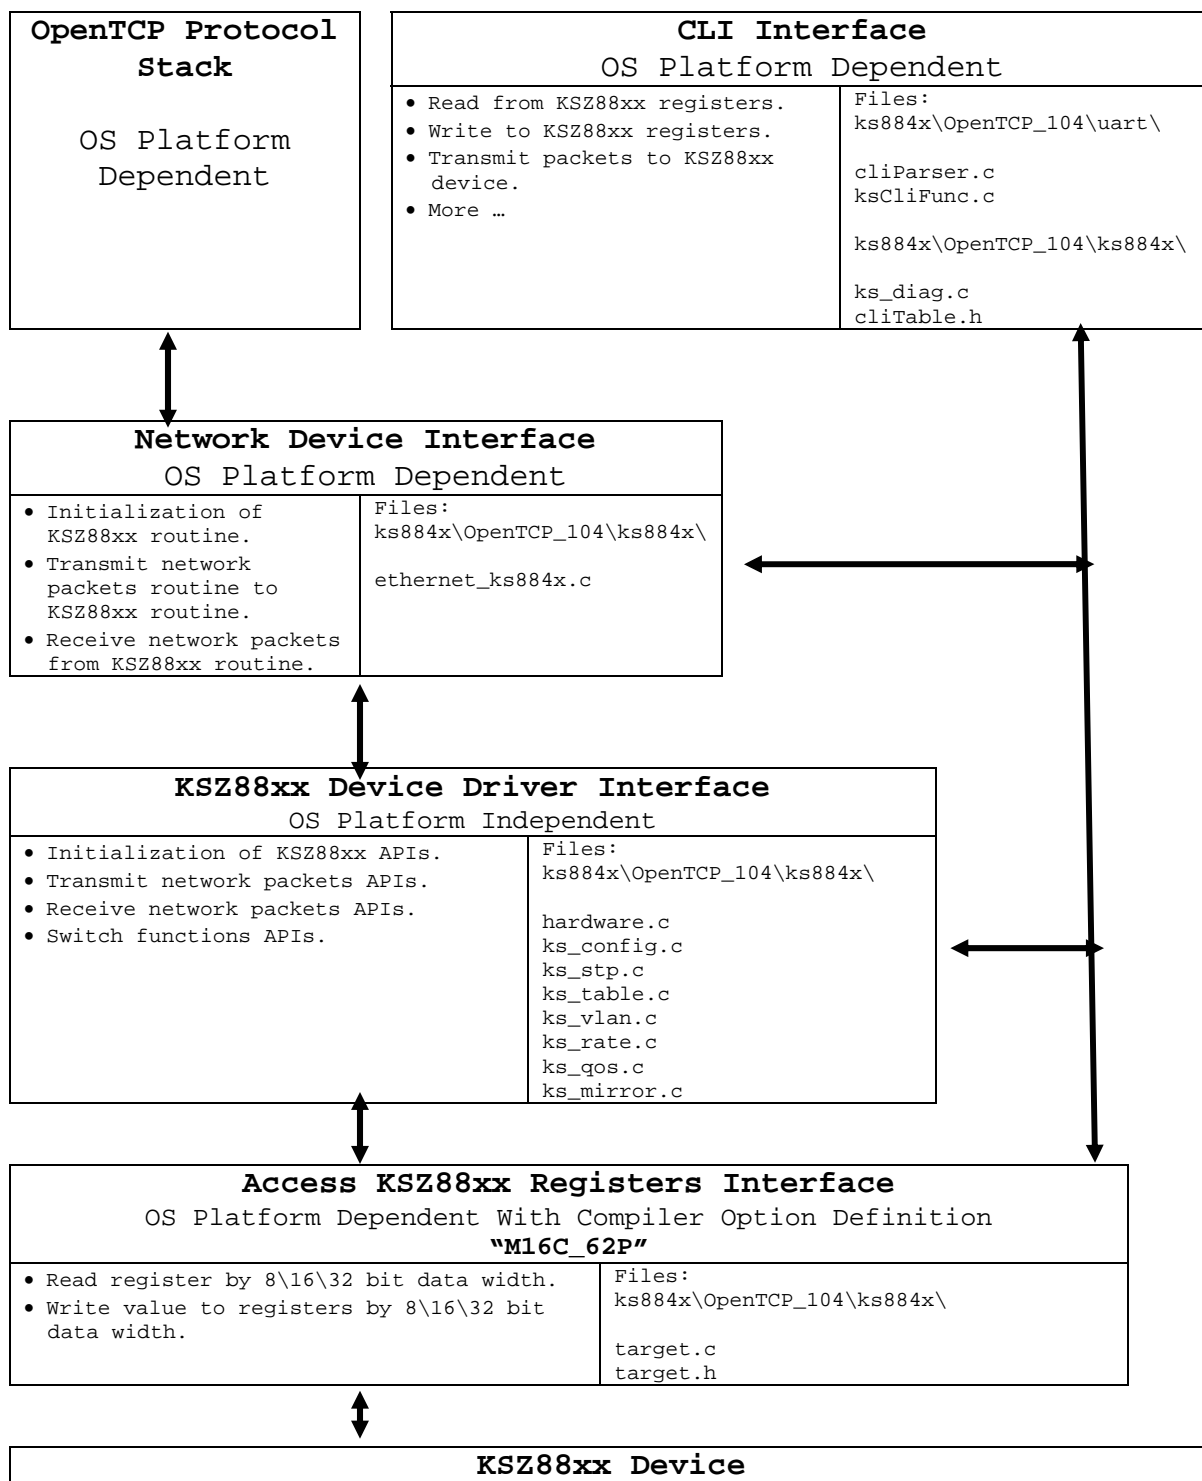 OpenTCP Protocol
Stack
OS Platform
Dependent
CLI Interface
OS Platform Dependent
• Read from KSZ88xx registers.
• Write to KSZ88xx registers.
• Transmit packets to KSZ88xx
device.
• More …
Files:
ks884x\OpenTCP_104\uart\
cliParser.c
ksCliFunc.c
ks884x\OpenTCP_104\ks884x\
ks_diag.c
cliTable.h
Network Device Interface
OS Platform Dependent
• Initialization of
KSZ88xx routine.
• Transmit network
packets routine to
KSZ88xx routine.
• Receive network packets
from KSZ88xx routine.
Files:
ks884x\OpenTCP_104\ks884x\
ethernet_ks884x.c
KSZ88xx Device Driver Interface
OS Platform Independent
• Initialization of KSZ88xx APIs.
• Transmit network packets APIs.
• Receive network packets APIs.
• Switch functions APIs.
Files:
ks884x\OpenTCP_104\ks884x\
hardware.c
ks_config.c
ks_stp.c
ks_table.c
ks_vlan.c
ks_rate.c
ks_qos.c
ks_mirror.c
Access KSZ88xx Registers Interface
OS Platform Dependent With Compiler Option Definition
“M16C_62P”
• Read register by 8\16\32 bit data width.
• Write value to registers by 8\16\32 bit
data width.
Files:
ks884x\OpenTCP_104\ks884x\
target.c
target.h
KSZ88xx Device